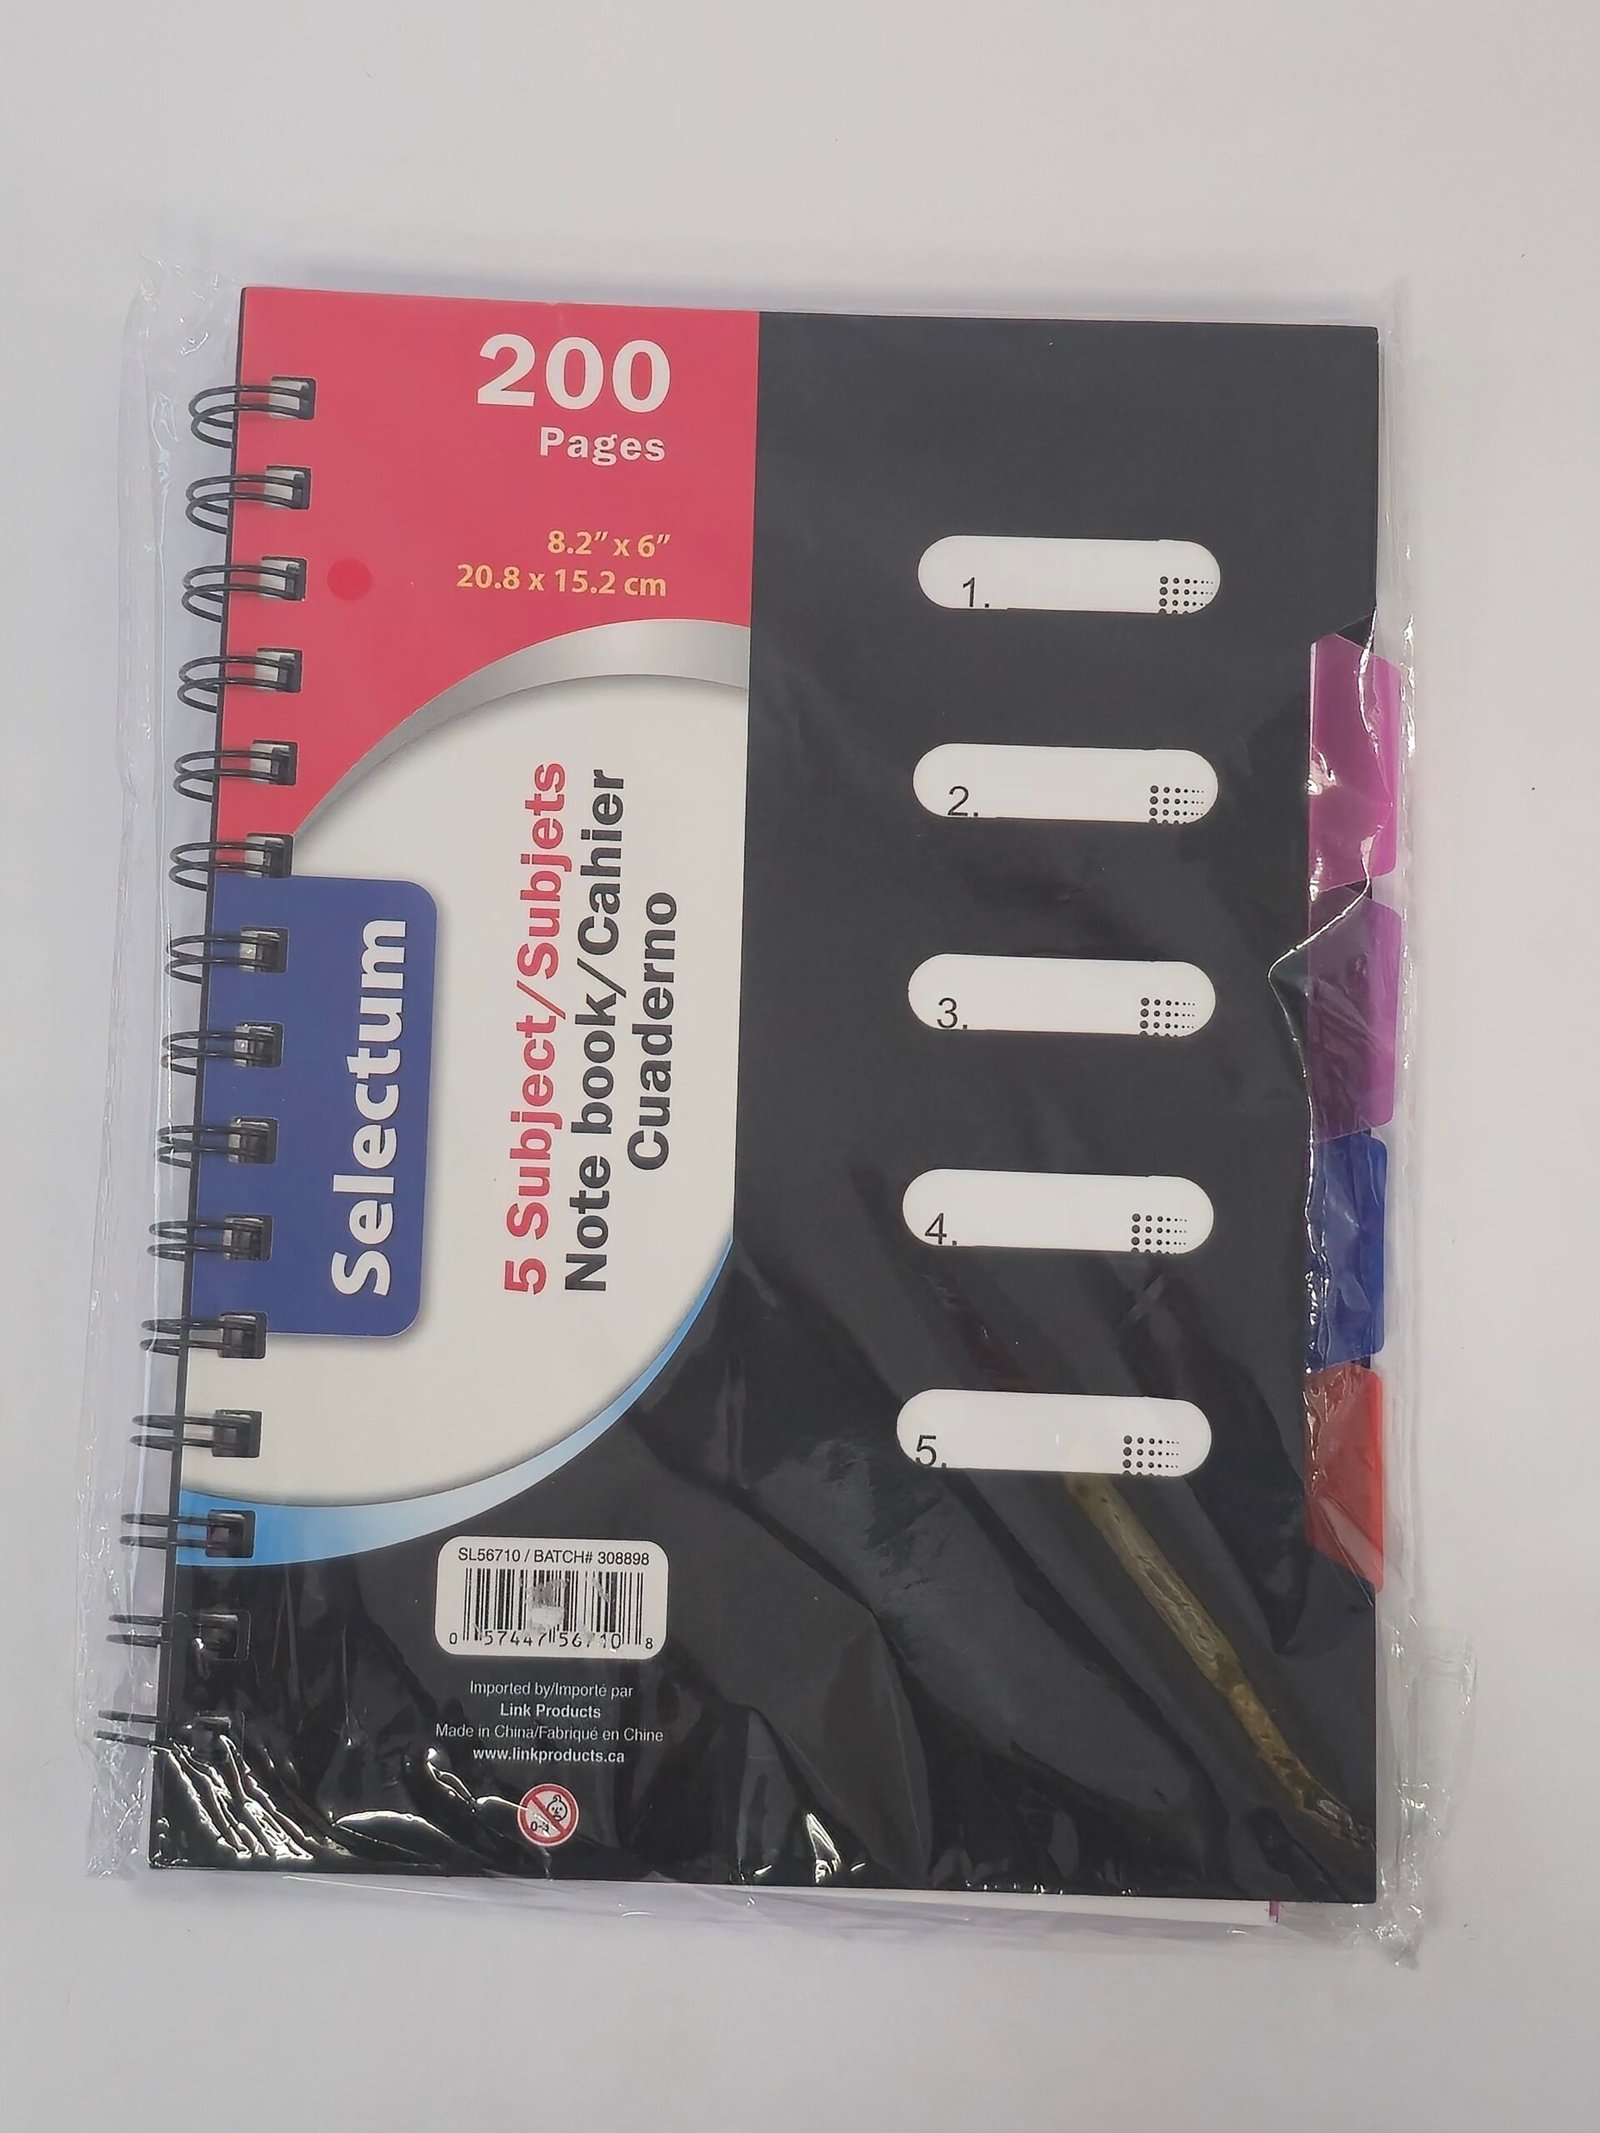 200
Pages
8.2" x 6"
20.8 x 15.2 cm
Selectum
5 Subject/Subjets
Note book/Cahier
Cuaderno
1.
2.
3.
4.
5.
SL56710 / BATCH# 308898
0 57447 56710 8
Imported by/Importé par
Link Products
Made in China/Fabriqué en Chine
www.linkproducts.ca
0-3